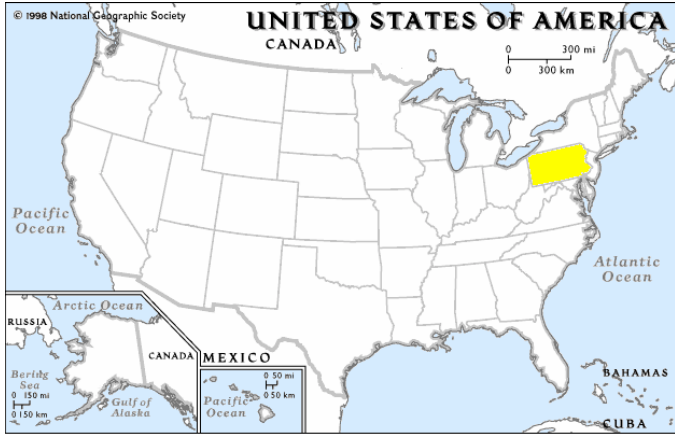 © 1998 National Geographic Society
UNITED STATES OF AMERICA
CANADA
0 300 mi
0 300 km
Pacific
Ocean
Atlantic
Ocean
Arctic Ocean
RUSSIA
CANADA
MEXICO
Bering
Sea
0 150 mi
0 150 km
Gulf of
Alaska
0 50 mi
0 50 km
Pacific
Ocean
BAHAMAS
CUBA